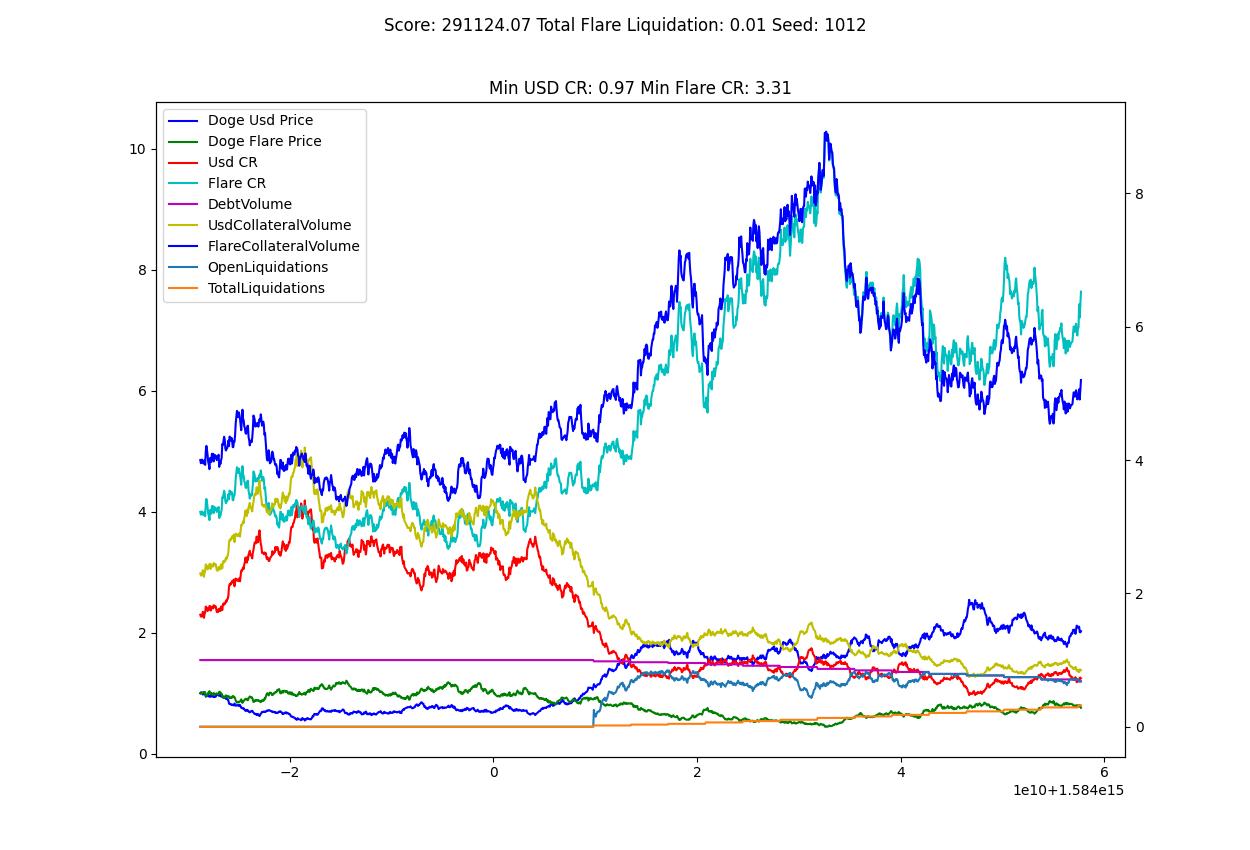 Score: 291124.07 Total Flare Liquidation: 0.01 Seed: 1012
Min USD CR: 0.97 Min Flare CR: 3.31
Doge Usd Price
Doge Flare Price
Usd CR
Flare CR
DebtVolume
UsdCollateralVolume
FlareCollateralVolume
OpenLiquidations
TotalLiquidations
10
8
6
4
2
0
8
6
4
2
0
−2 0 2 4 6
1e10+1.584e15